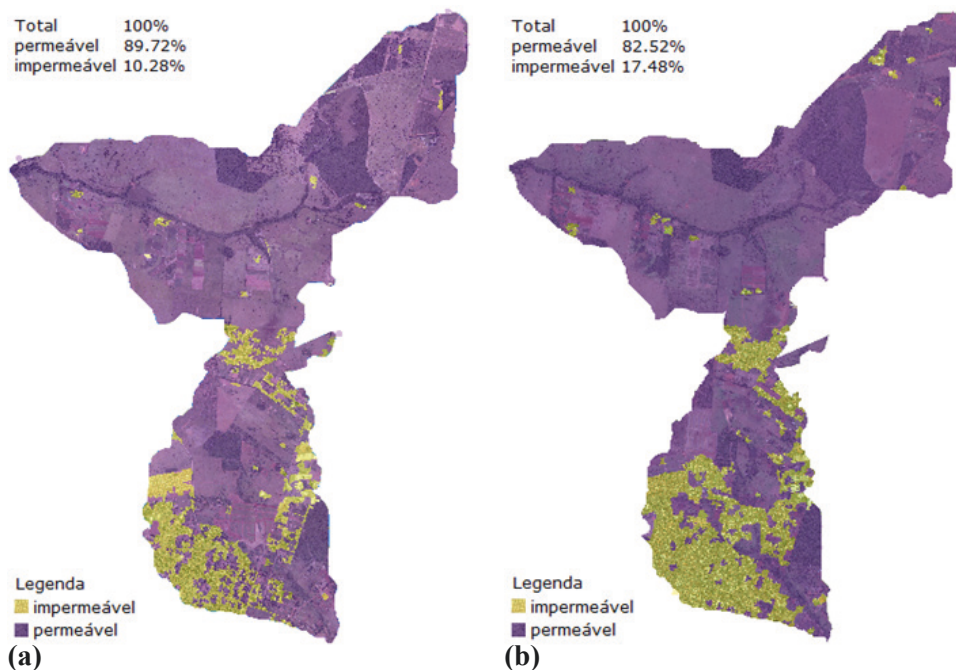 Total 100%
permeável 89.72%
impermeável 10.28%
Legenda
impermeável
permeável
(a)
Total 100%
permeável 82.52%
impermeável 17.48%
Legenda
impermeável
permeável
(b)